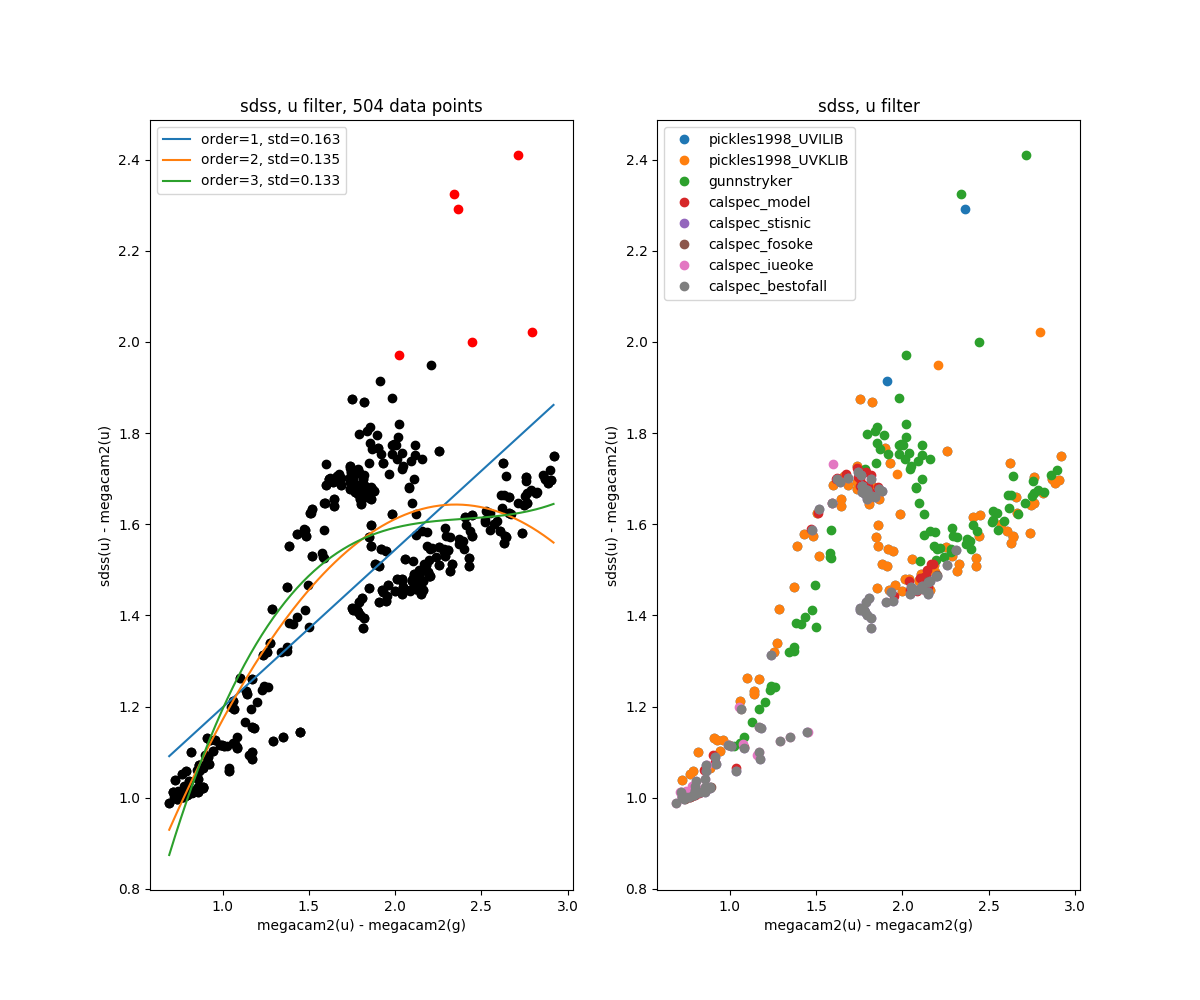 sdss, u filter, 504 data points
order=1, std=0.163
order=2, std=0.135
order=3, std=0.133
2.4
2.2
2.0
1.8
1.6
1.4
1.2
1.0
0.8
sdss(u) - megacam2(u)
1.0 1.5 2.0 2.5 3.0
megacam2(u) - megacam2(g)
sdss, u filter
pickles1998_UVILIB
pickles1998_UVKLIB
gunnstryker
calspec_model
calspec_stisnic
calspec_fosoke
calspec_iueoke
calspec_bestofall
2.4
2.2
2.0
1.8
1.6
1.4
1.2
1.0
0.8
sdss(u) - megacam2(u)
1.0 1.5 2.0 2.5 3.0
megacam2(u) - megacam2(g)